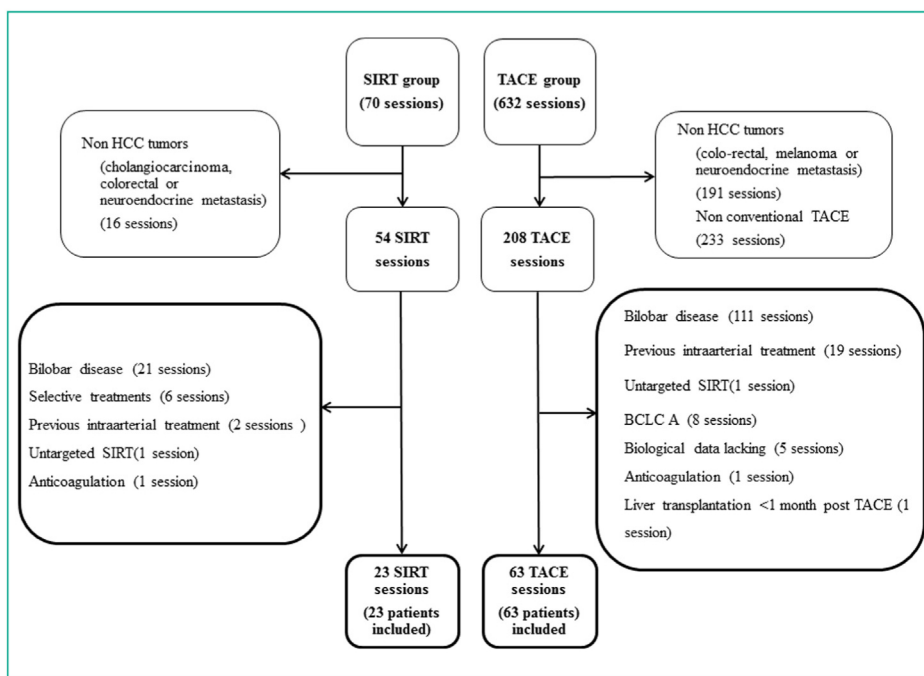 SIRT group
(70 sessions)
TACE group
(632 sessions)
Non HCC tumors
(cholangiocarcinoma,
colorectal or
neuroendocrine metastasis)
(16 sessions)
Non HCC tumors
(colo-rectal, melanoma or
neuroendocrine metastasis)
(191 sessions)
Non conventional TACE
(233 sessions)
54 SIRT
sessions
208 TACE
sessions
Bilobar disease (21 sessions)
Selective treatments (6 sessions)
Previous intraarterial treatment (2 sessions )
Untargeted SIRT(1 session)
Anticoagulation (1 session)
Bilobar disease (111 sessions)
Previous intraarterial treatment (19 sessions)
Untargeted SIRT(1 session)
BCLC A (8 sessions)
Biological data lacking (5 sessions)
Anticoagulation (1 session)
Liver transplantation <1 month post TACE (1
session)
23 SIRT
sessions
(23 patients
included)
63 TACE
sessions
(63 patients)
included